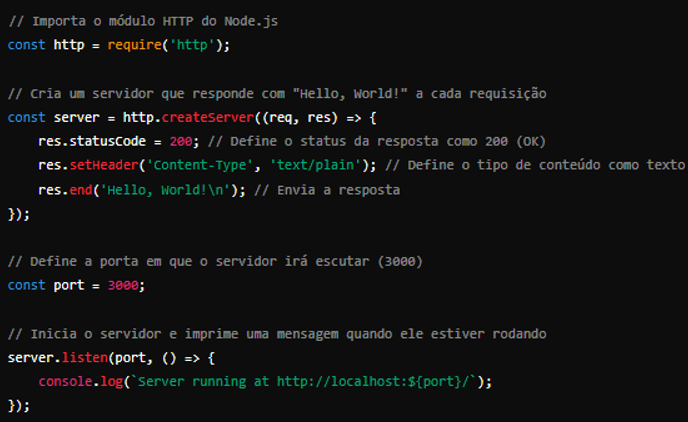 // Importa o módulo HTTP do Node.js
const http = require('http');
// Cria um servidor que responde com "Hello, World!" a cada requisição
const server = http.createServer((req, res) => {
    res.statusCode = 200; // Define o status da resposta como 200 (OK)
    res.setHeader('Content-Type', 'text/plain'); // Define o tipo de conteúdo como texto
    res.end('Hello, World!\n'); // Envia a resposta
});
// Define a porta em que o servidor irá escutar (3000)
const port = 3000;
// Inicia o servidor e imprime uma mensagem quando ele estiver rodando
server.listen(port, () => {
    console.log(`Server running at http://localhost:${port}/`);
});